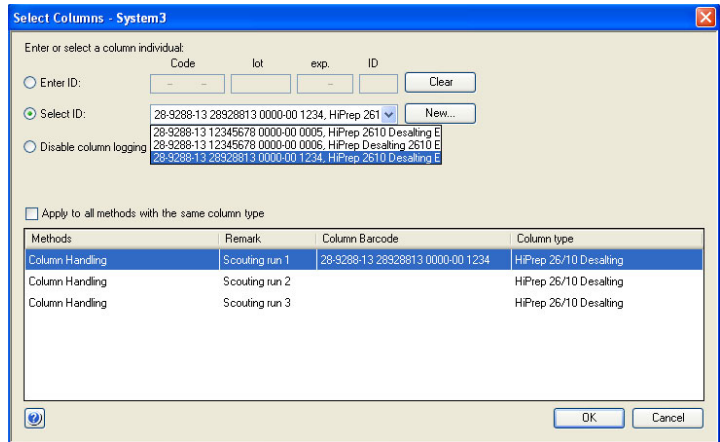 Select Columns - System3
Enter or select a column individual:
Code lot exp. ID
Enter ID: - - - Clear
Select ID: 28-9288-13 28928813 0000-00 1234, HiPrep 261 New...
28-9288-13 12345678 0000-00 0005, HiPrep 2610 Desalting E
Disable column logging 28-9288-13 12345678 0000-00 0006, HiPrep Desalting 2610 E
28-9288-13 28928813 0000-00 1234, HiPrep 2610 Desalting E
Apply to all methods with the same column type
Methods Remark Column Barcode Column type
Column Handling Scouting run 1 28-9288-13 28928813 0000-00 1234 HiPrep 26/10 Desalting
Column Handling Scouting run 2 HiPrep 26/10 Desalting
Column Handling Scouting run 3 HiPrep 26/10 Desalting
? OK Cancel